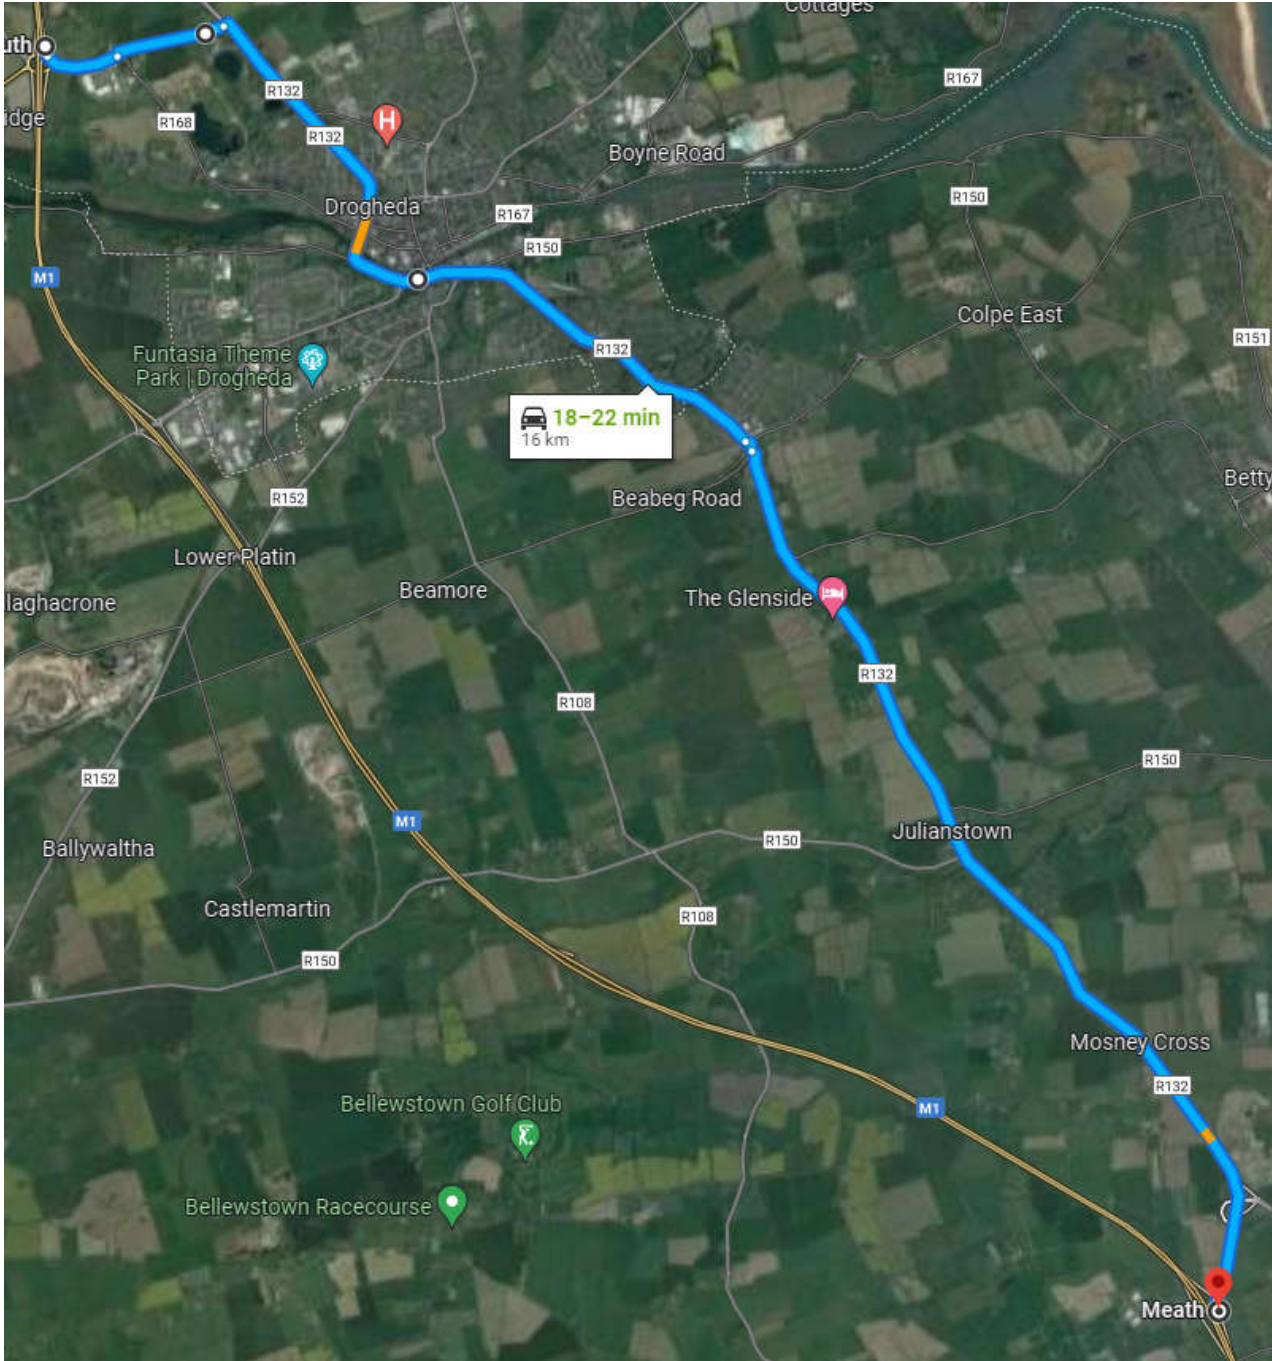 Cottages
uth
R167
R132
idge
R168
R132
Boyne Road
R150
Drogheda
R167
R150
M1
Colpe East
R151
Funtasia Theme
Park | Drogheda
R132
18–22 min
16 km
Betty
R152
Beabeg Road
Lower Platin
Beamore
The Glenside
llaghacrone
R132
R108
R150
R152
M1
Julianstown
R150
Ballywaltha
Castlemartin
R108
R150
Mosney Cross
R132
Bellewstown Golf Club
M1
Bellewstown Racecourse
Meath
H